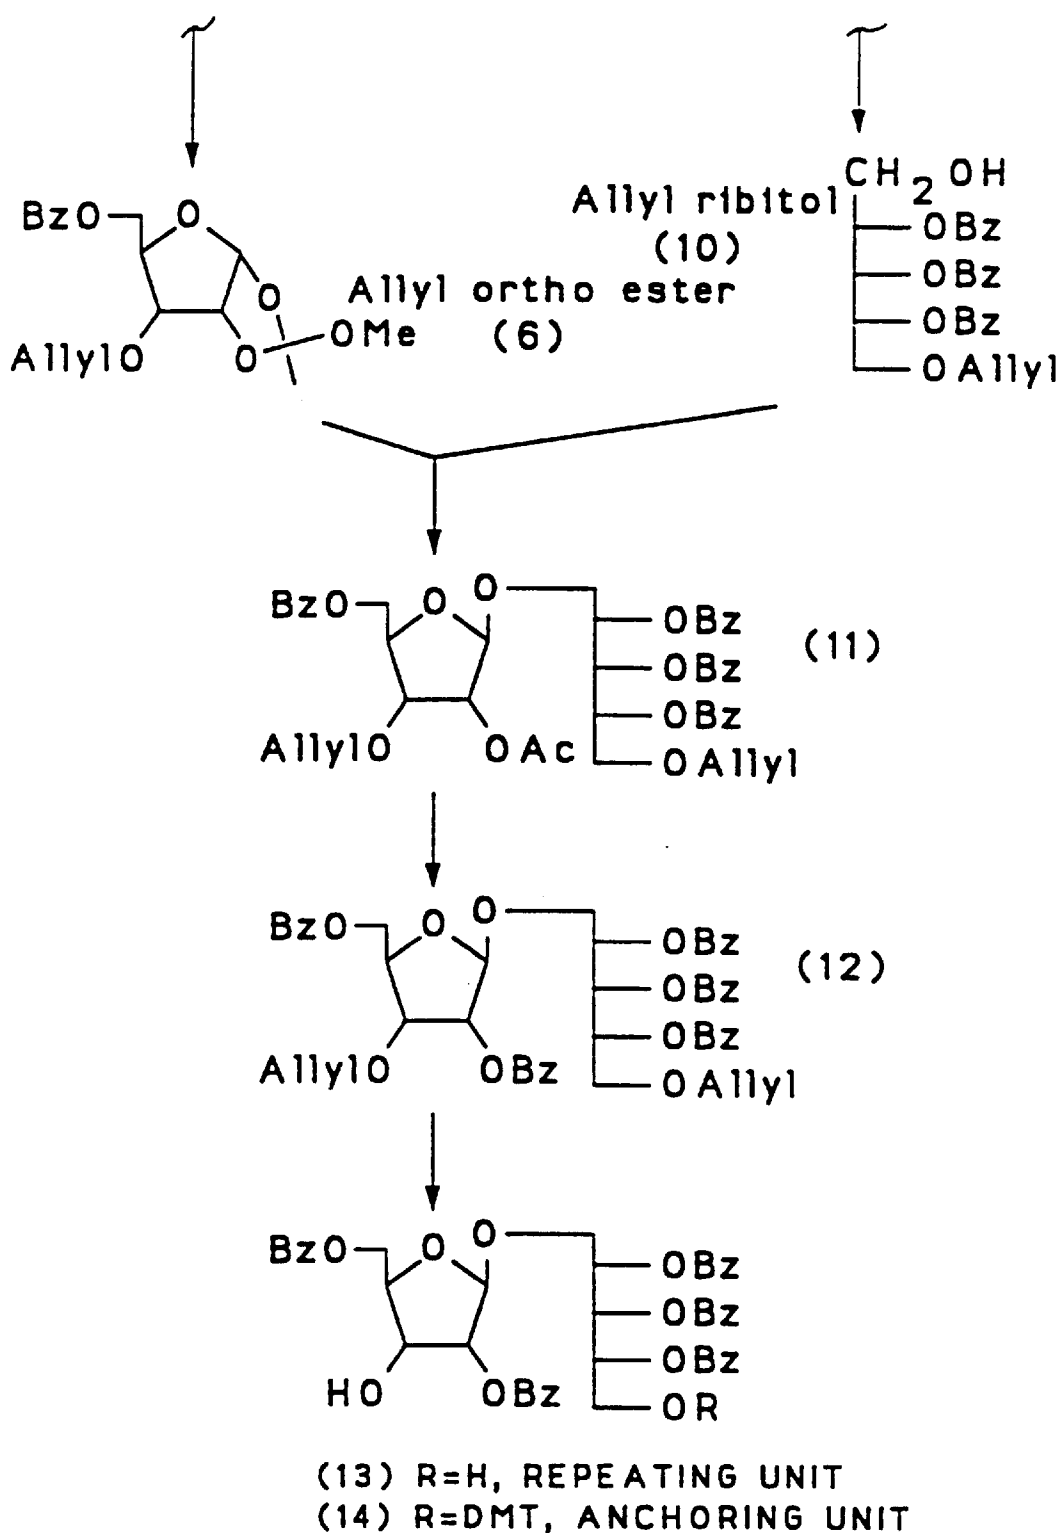 CH2OH
Allyl ribitol
(10)
OBz
OBz
OBz
OAllyl
BzO
O
O
Allyl ortho ester
(6)
OMe
O
AllylO
BzO
O
O
OBz
OBz
OBz
OAllyl
(11)
AllylO
OAc
BzO
O
O
OBz
OBz
OBz
OAllyl
(12)
AllylO
OBz
BzO
O
O
OBz
OBz
OBz
OR
HO
OBz
(13) R=H, REPEATING UNIT
(14) R=DMT, ANCHORING UNIT